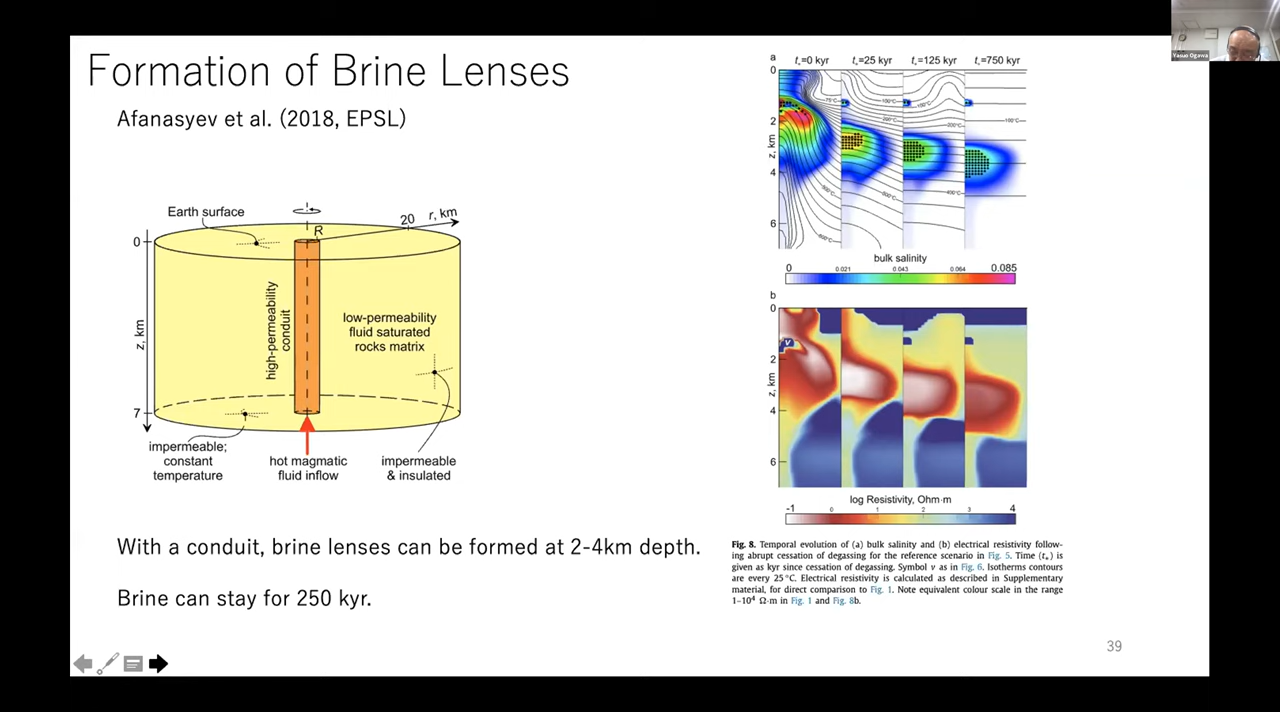 Formation of Brine Lenses
Afanasyev et al. (2018, EPSL)
Yasuo Ogawa
Earth surface
20
r, km
R
0
z, km
7
high-permeability
conduit
low-permeability
fluid saturated
rocks matrix
impermeable;
constant
temperature
hot magmatic
fluid inflow
impermeable
& insulated
With a conduit, brine lenses can be formed at 2-4km depth.
Brine can stay for 250 kyr.
a
t*=0 kyr
t*=25 kyr
t*=125 kyr
t*=750 kyr
0
2
4
6
z, km
bulk salinity
0
0.021
0.043
0.064
0.085
b
0
2
4
6
z, km
v
log Resistivity, Ohm·m
-1
0
1
2
3
4
Fig. 8. Temporal evolution of (a) bulk salinity and (b) electrical resistivity follow-
ing abrupt cessation of degassing for the reference scenario in Fig. 5. Time (t*) is
given as kyr since cessation of degassing. Symbol v as in Fig. 6. Isotherms contours
are every 25 °C. Electrical resistivity is calculated as described in Supplementary
material, for direct comparison to Fig. 1. Note equivalent colour scale in the range
1–10⁴ Ω·m in Fig. 1 and Fig. 8b.
39